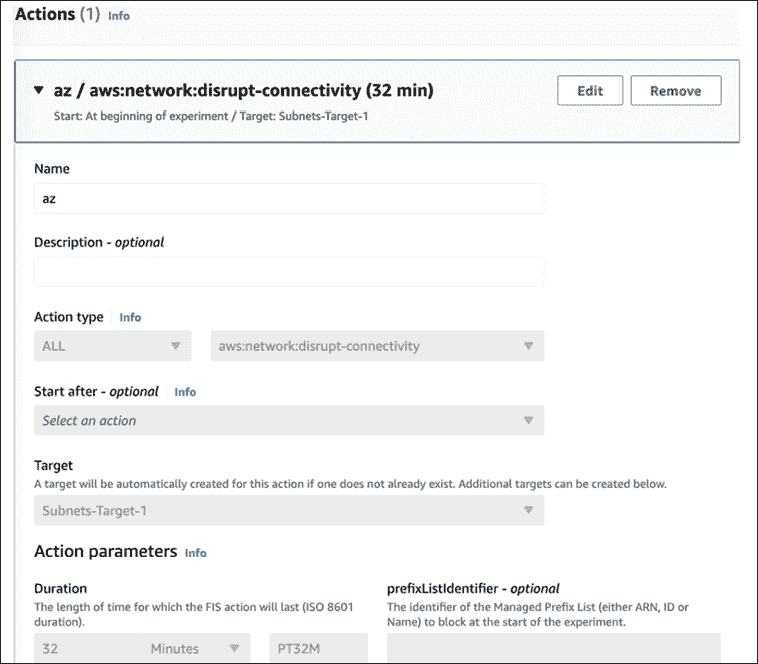 Actions (1) Info
az / aws:network:disrupt-connectivity (32 min)
Edit
Remove
Start: At beginning of experiment / Target: Subnets-Target-1
Name
az
Description - optional
Action type Info
ALL
aws:network:disrupt-connectivity
Start after - optional Info
Select an action
Target
A target will be automatically created for this action if one does not already exist. Additional targets can be created below.
Subnets-Target-1
Action parameters Info
Duration
The length of time for which the FIS action will last (ISO 8601
duration).
32
Minutes
PT32M
prefixListIdentifier - optional
The identifier of the Managed Prefix List (either ARN, ID or
Name) to block at the start of the experiment.